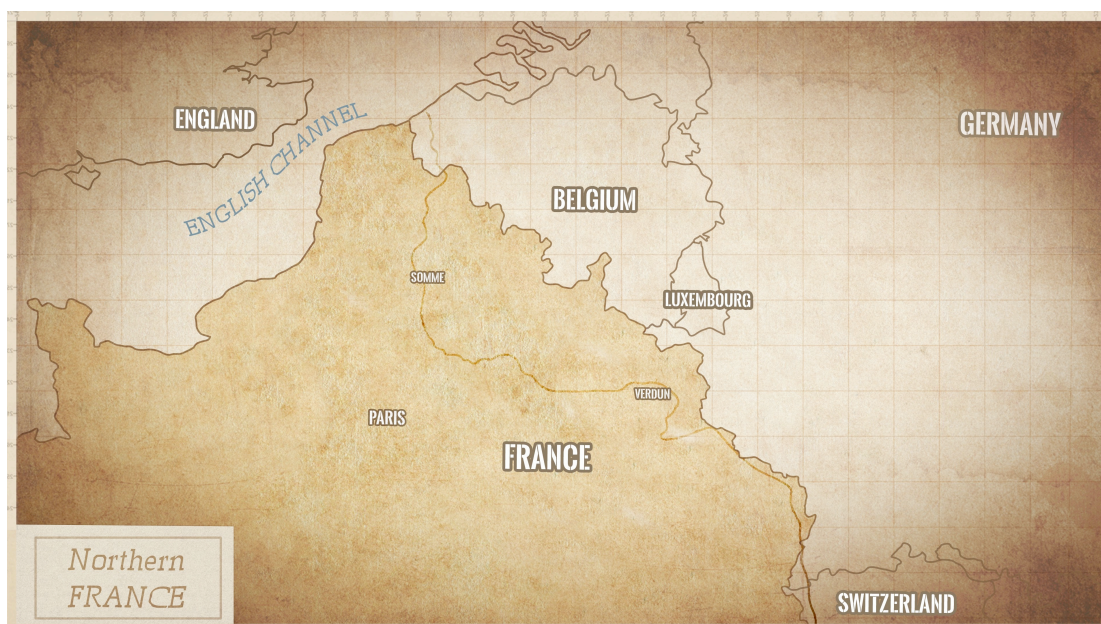 ENGLAND
ENGLISH CHANNEL
GERMANY
BELGIUM
SOMME
LUXEMBOURG
VERDUN
PARIS
FRANCE
Northern
FRANCE
SWITZERLAND